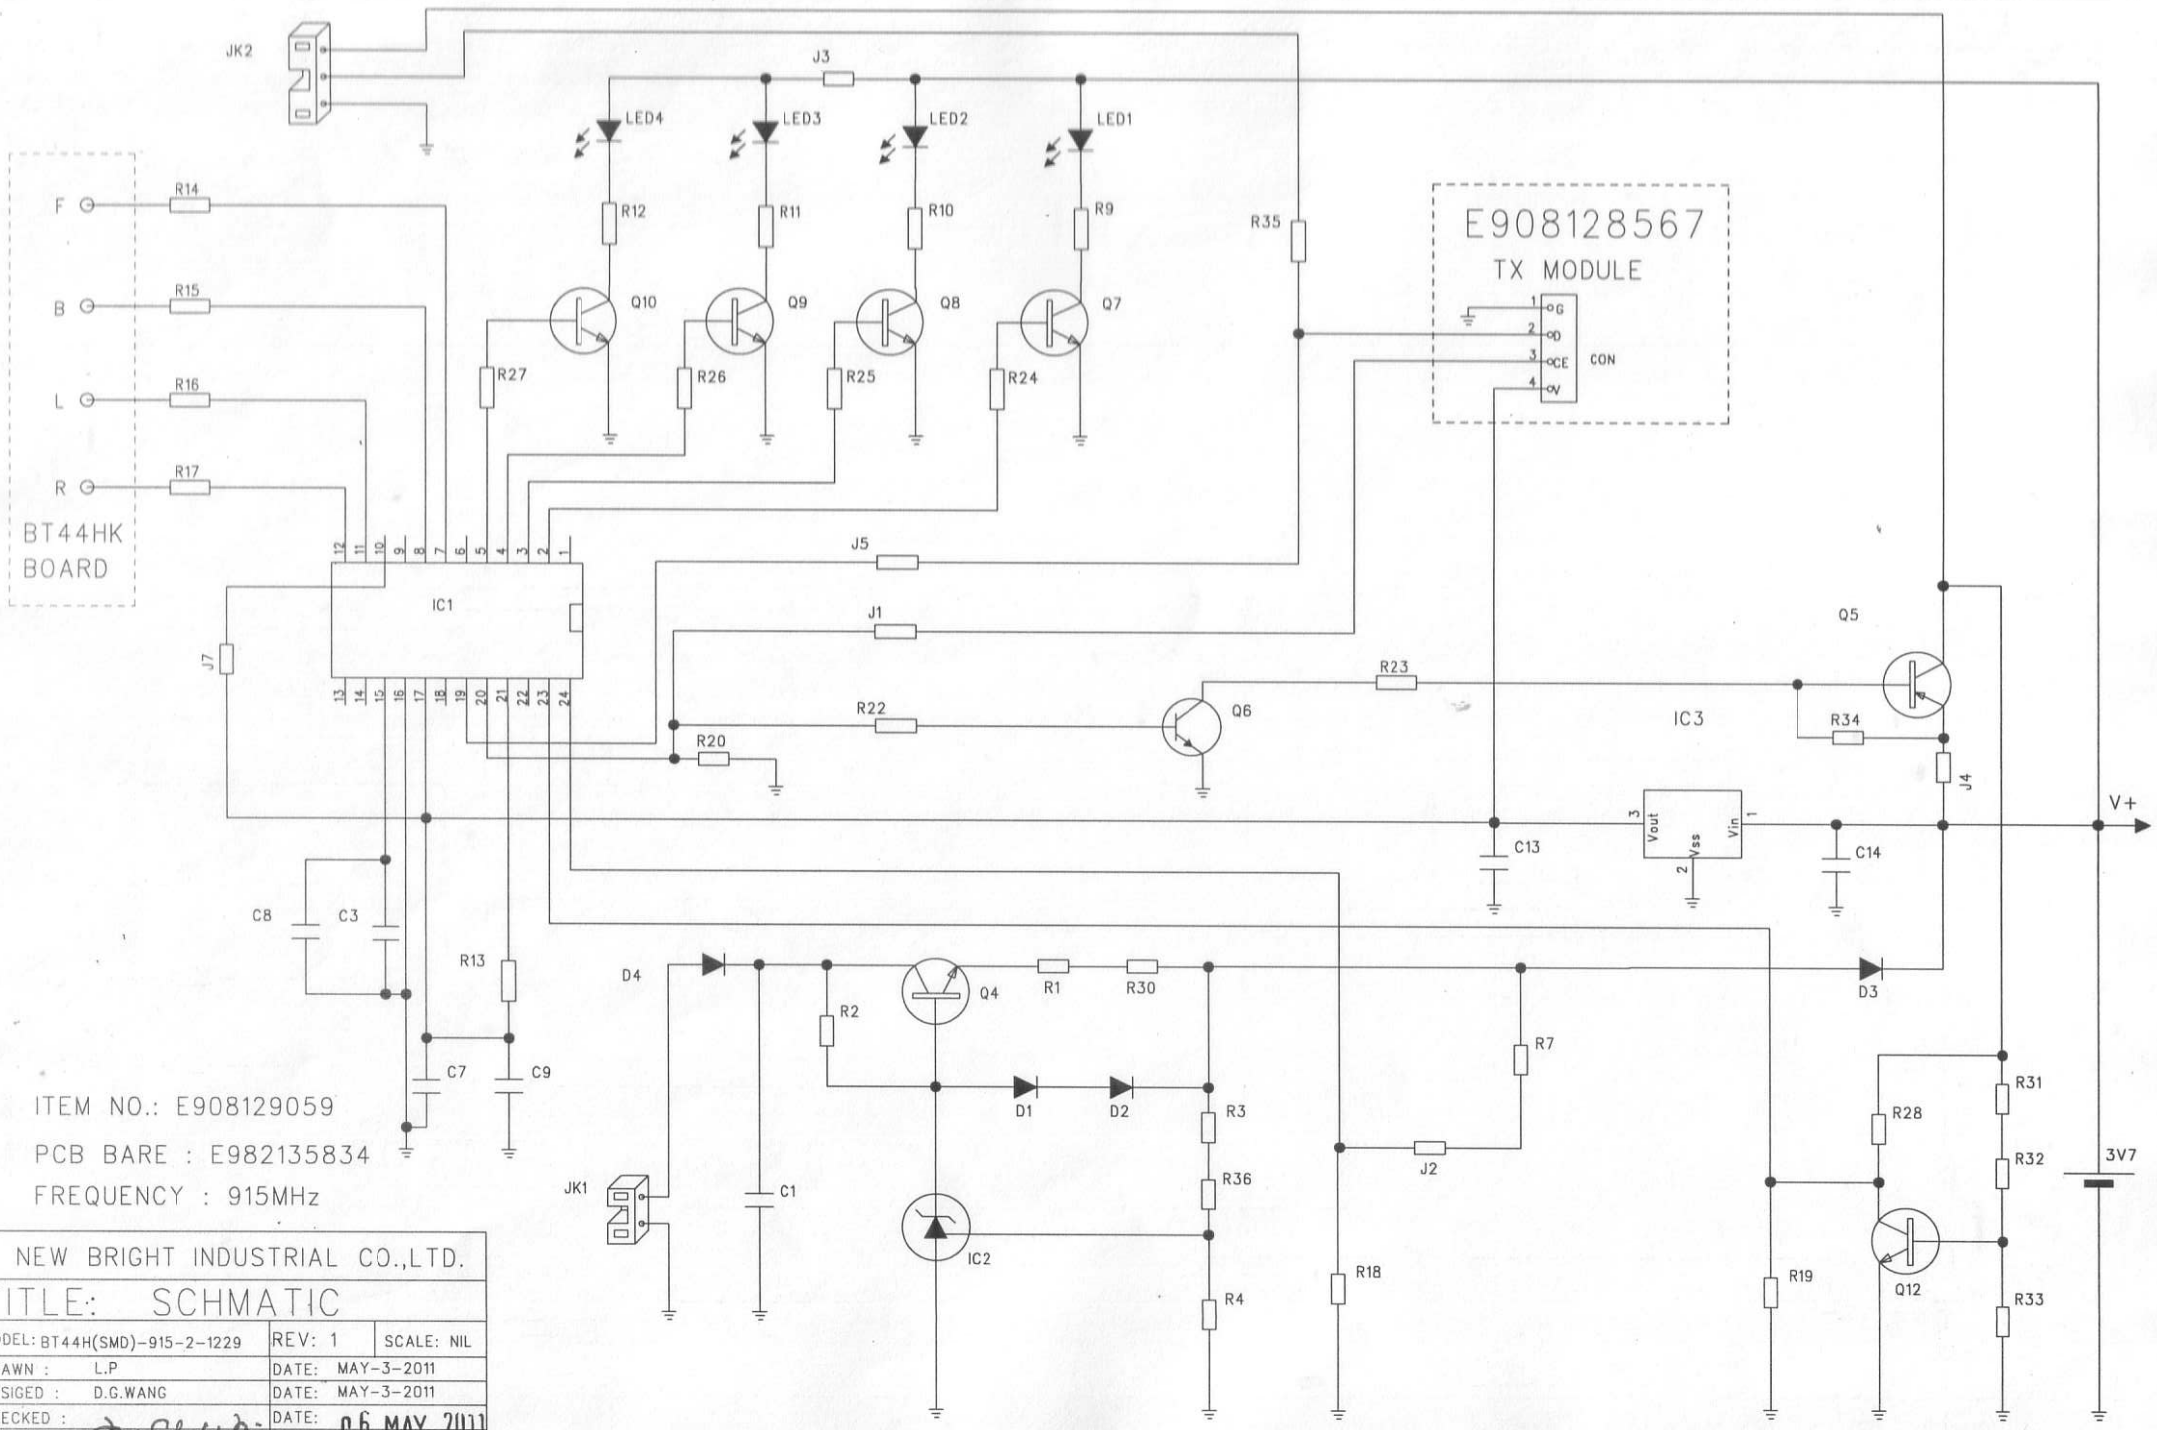 JK2
J3
LED4
LED3
LED2
LED1
F
R14
R12
R11
R10
R9
R35
E908128567
TX MODULE
B
R15
Q10
Q9
Q8
Q7
1 G
2 D
3 CE
4 V
CON
L
R16
R27
R26
R25
R24
R
R17
BT44HK
BOARD
12 11 10 9 8 7 6 5 4 3 2 1
IC1
13 14 15 16 17 18 19 20 21 22 23 24
J5
J1
J7
Q5
R23
R22
Q6
R20
IC3
R34
J4
3 Vout
Vss 2
Vin 1
V+
C13
C14
C8
C3
R13
D4
Q4
R1
R30
D3
R2
R7
C7
C9
D1
D2
R3
R28
R31
J2
R32
3V7
JK1
C1
R36
IC2
R18
R4
R19
Q12
R33
ITEM NO.: E908129059
PCB BARE : E982135834
FREQUENCY : 915MHz
NEW BRIGHT INDUSTRIAL CO.,LTD.
ITLE: SCHMATIC
DEL: BT44H(SMD)-915-2-1229 REV: 1 SCALE: NIL
AWN : L.P DATE: MAY-3-2011
SIGED : D.G.WANG DATE: MAY-3-2011
ECKED : DATE: 06 MAY 2011